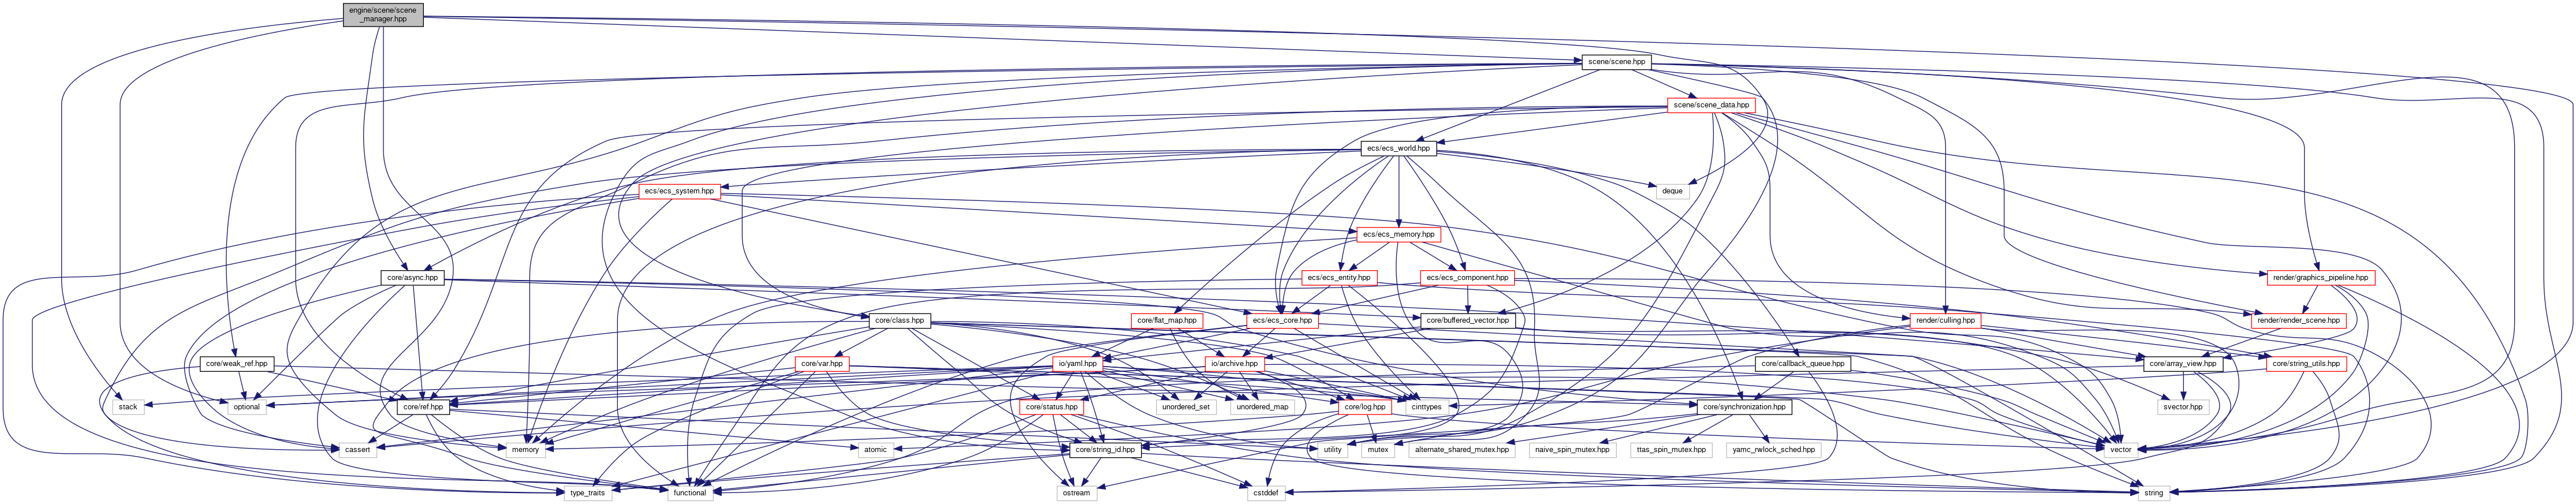 engine/scene/scene
_manager.hpp
scene/scene.hpp
scene/scene_data.hpp
ecs/ecs_world.hpp
ecs/ecs_system.hpp
deque
ecs/ecs_memory.hpp
core/async.hpp
ecs/ecs_entity.hpp
ecs/ecs_component.hpp
render/graphics_pipeline.hpp
core/class.hpp
core/flat_map.hpp
ecs/ecs_core.hpp
core/buffered_vector.hpp
render/culling.hpp
render/render_scene.hpp
core/weak_ref.hpp
core/var.hpp
io/yaml.hpp
io/archive.hpp
core/callback_queue.hpp
core/array_view.hpp
core/string_utils.hpp
stack
optional
core/ref.hpp
core/status.hpp
unordered_set
unordered_map
core/log.hpp
cinttypes
core/synchronization.hpp
svector.hpp
cassert
memory
atomic
core/string_id.hpp
utility
mutex
alternate_shared_mutex.hpp
naive_spin_mutex.hpp
ttas_spin_mutex.hpp
yamc_rwlock_sched.hpp
vector
type_traits
functional
ostream
cstddef
string